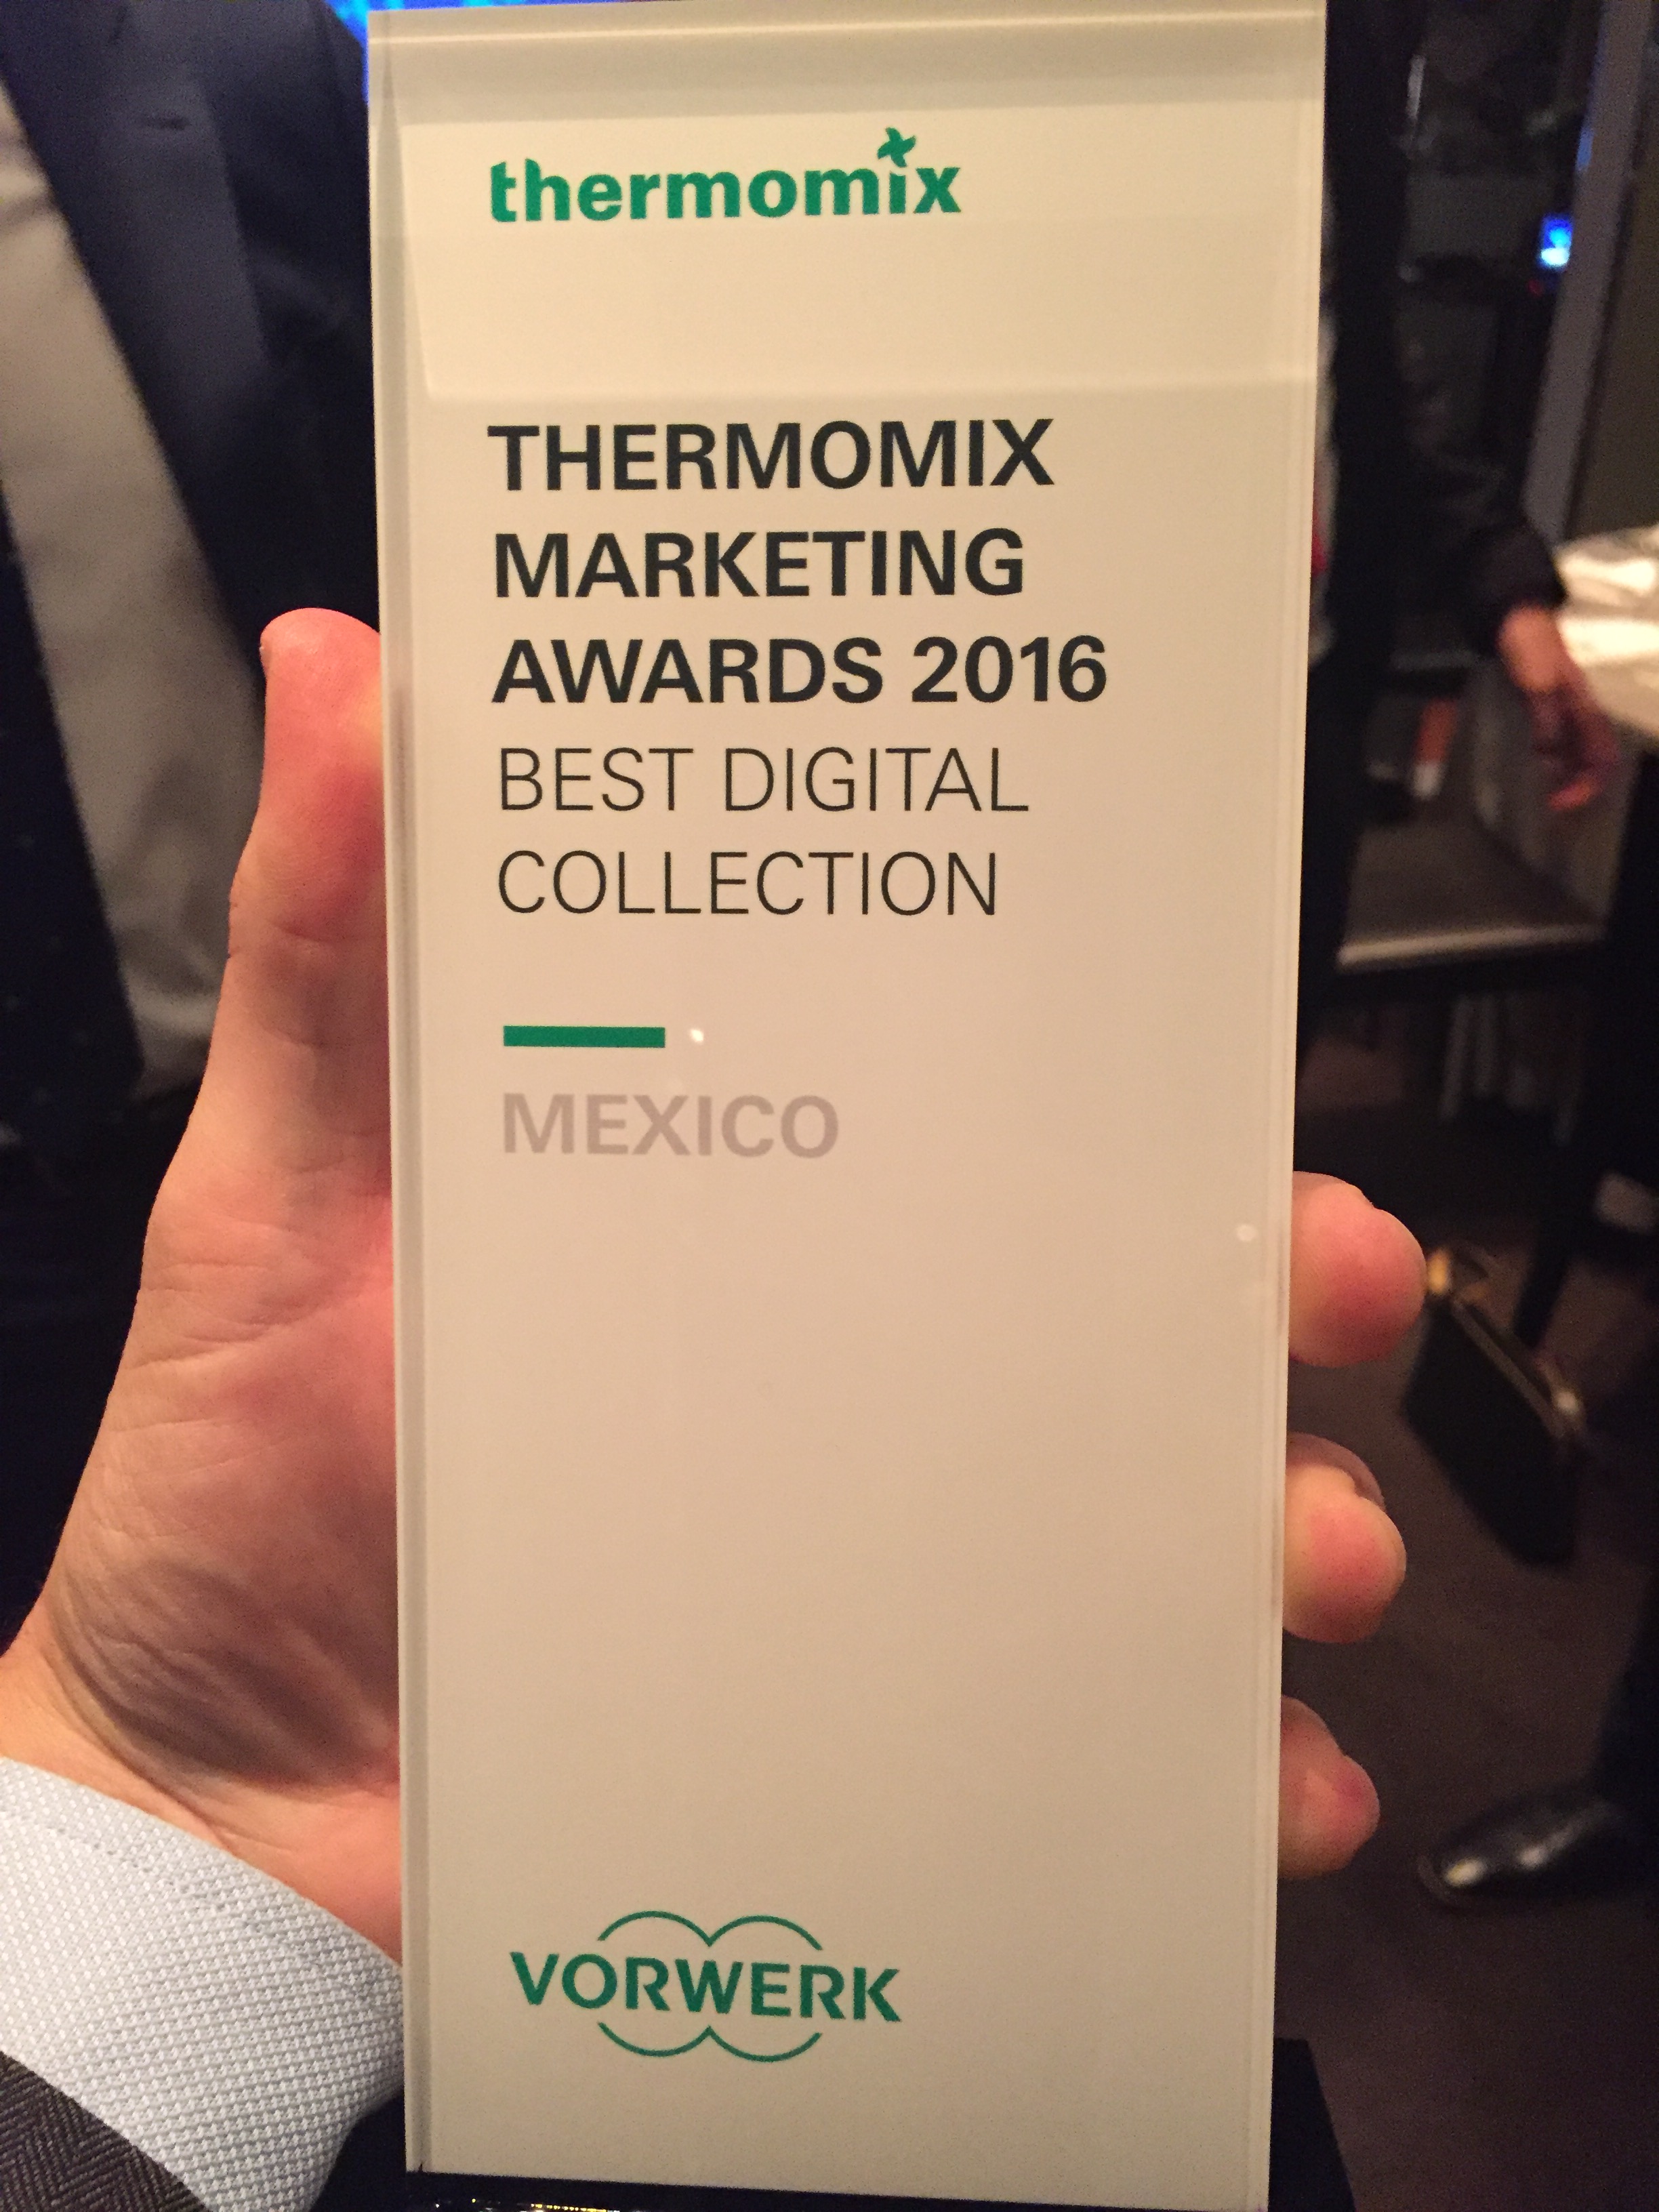 thermomix
THERMOMIX
MARKETING
AWARDS 2016
BEST DIGITAL
COLLECTION
MEXICO
VORWERK